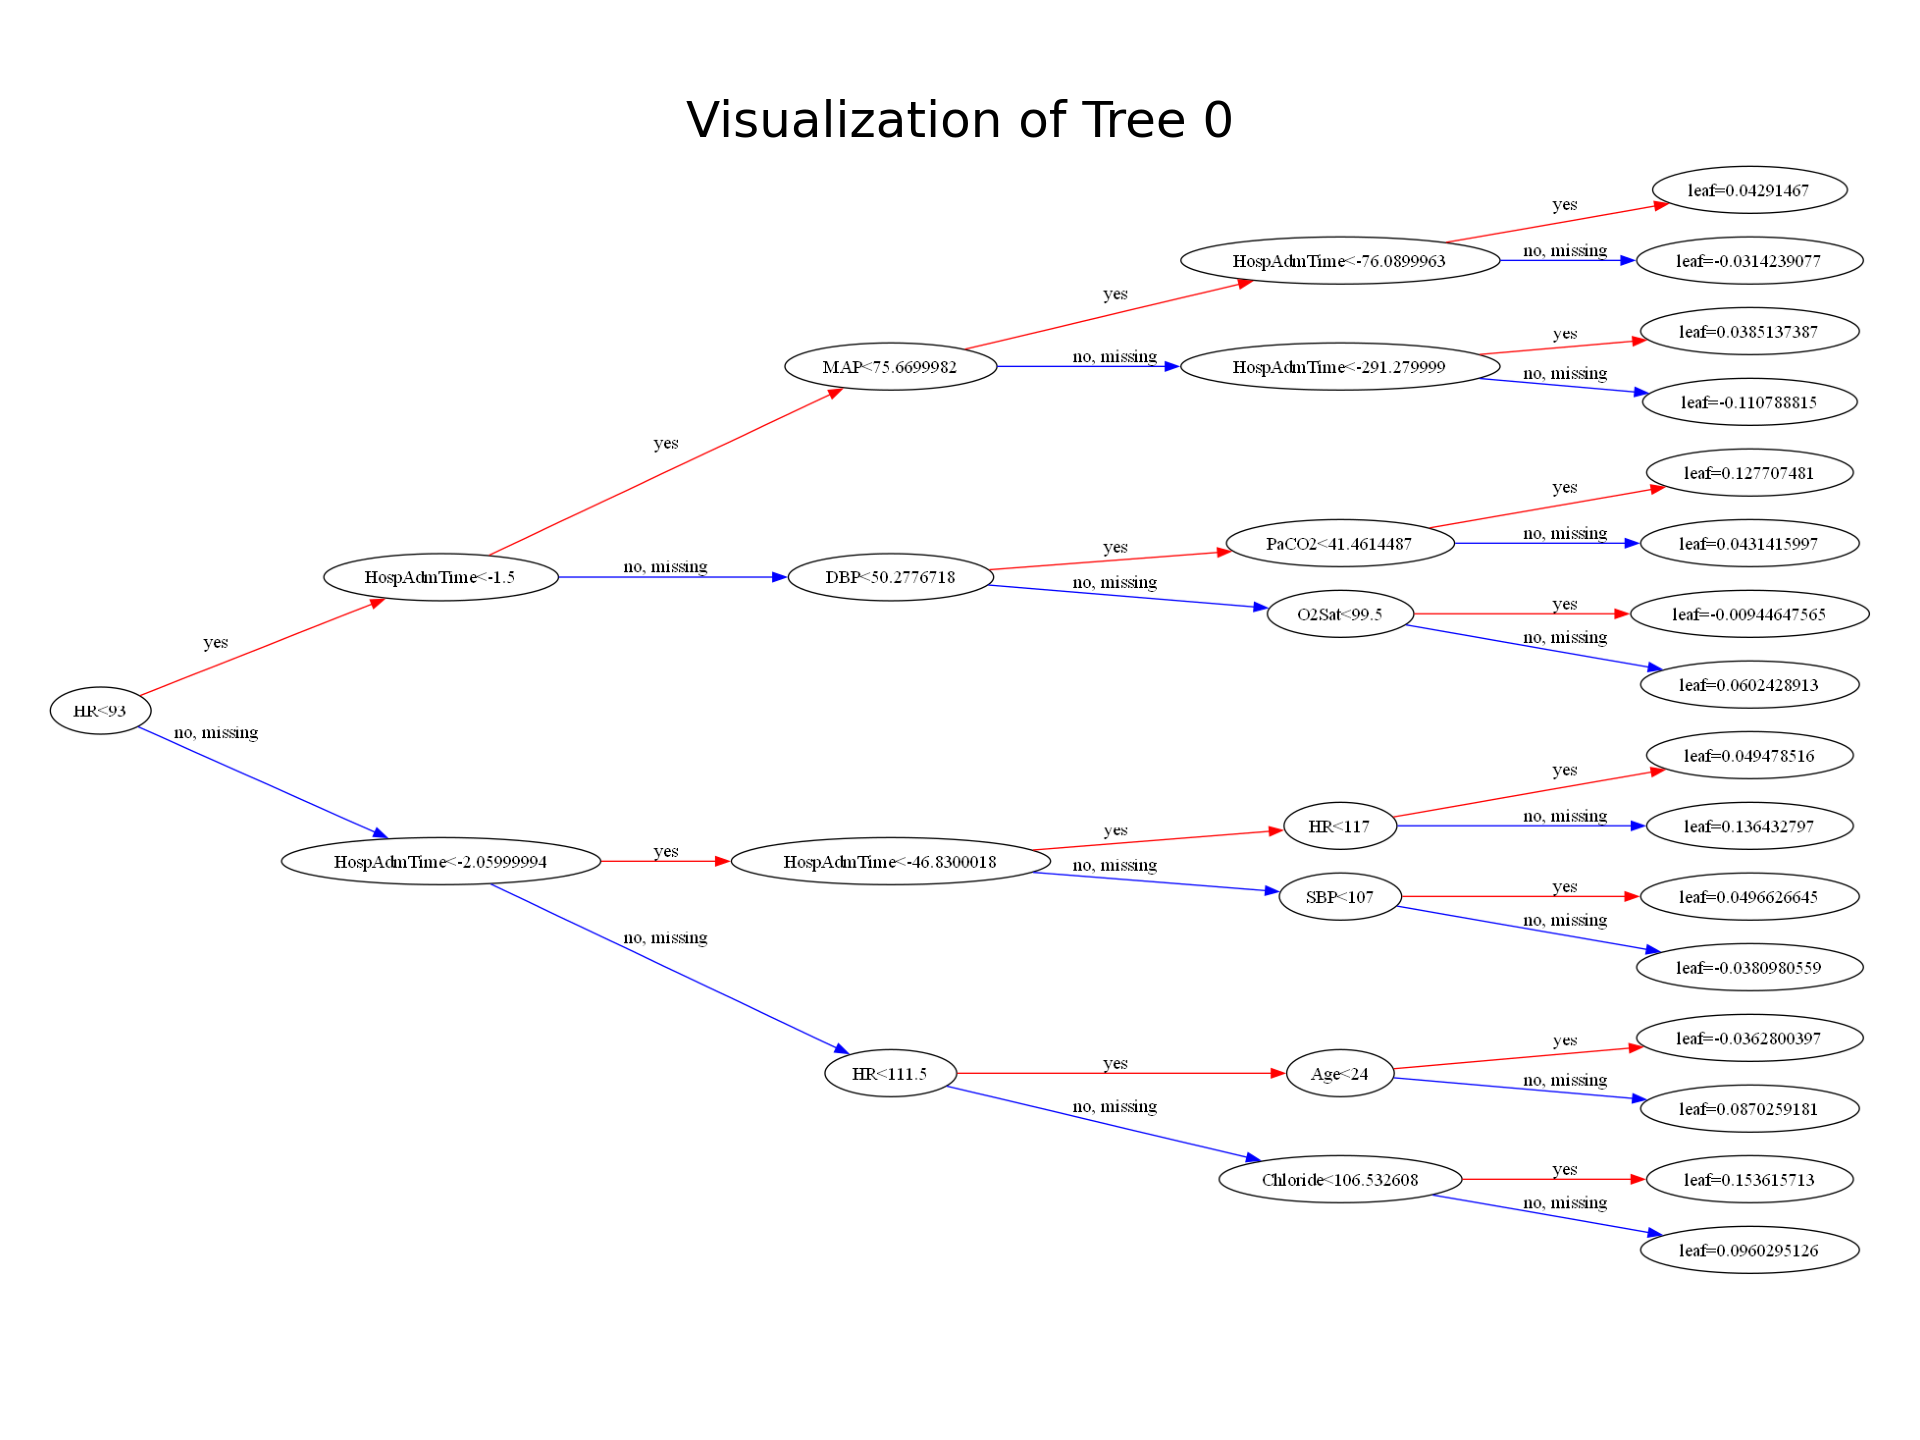 Visualization of Tree 0
leaf=0.04291467
yes
no, missing
HospAdmTime<-76.0899963
leaf=-0.0314239077
yes
yes
leaf=0.0385137387
no, missing
MAP<75.6699982
HospAdmTime<-291.279999
no, missing
leaf=-0.110788815
yes
leaf=0.127707481
yes
no, missing
yes
PaCO2<41.4614487
leaf=0.0431415997
no, missing
HospAdmTime<-1.5
DBP<50.2776718
no, missing
yes
O2Sat<99.5
leaf=-0.00944647565
no, missing
yes
leaf=0.0602428913
HR<93
no, missing
leaf=0.049478516
yes
no, missing
yes
HR<117
leaf=0.136432797
yes
HospAdmTime<-2.05999994
HospAdmTime<-46.8300018
no, missing
yes
SBP<107
leaf=0.0496626645
no, missing
no, missing
leaf=-0.0380980559
leaf=-0.0362800397
yes
yes
HR<111.5
Age<24
no, missing
no, missing
leaf=0.0870259181
yes
Chloride<106.532608
leaf=0.153615713
no, missing
leaf=0.0960295126